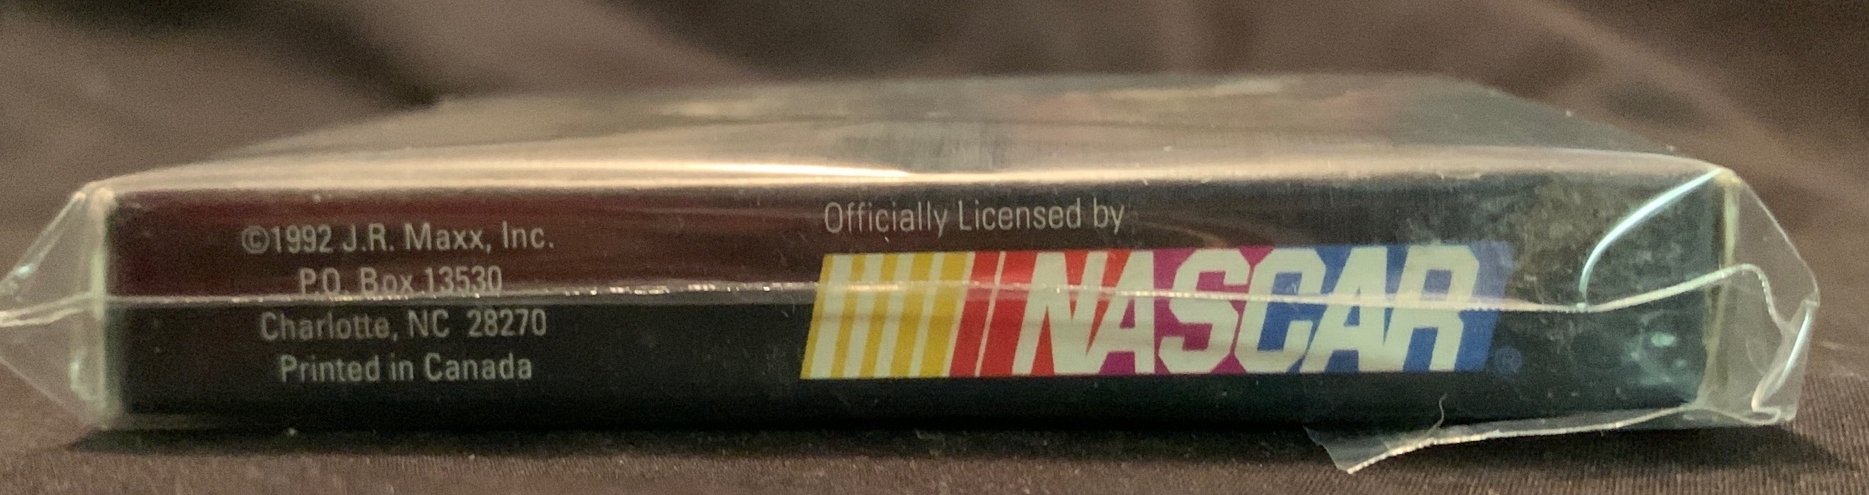 ©1992 J.R. Maxx, Inc.
P.O. Box 13530
Charlotte, NC 28270
Printed in Canada
Officially Licensed by
NASCAR®